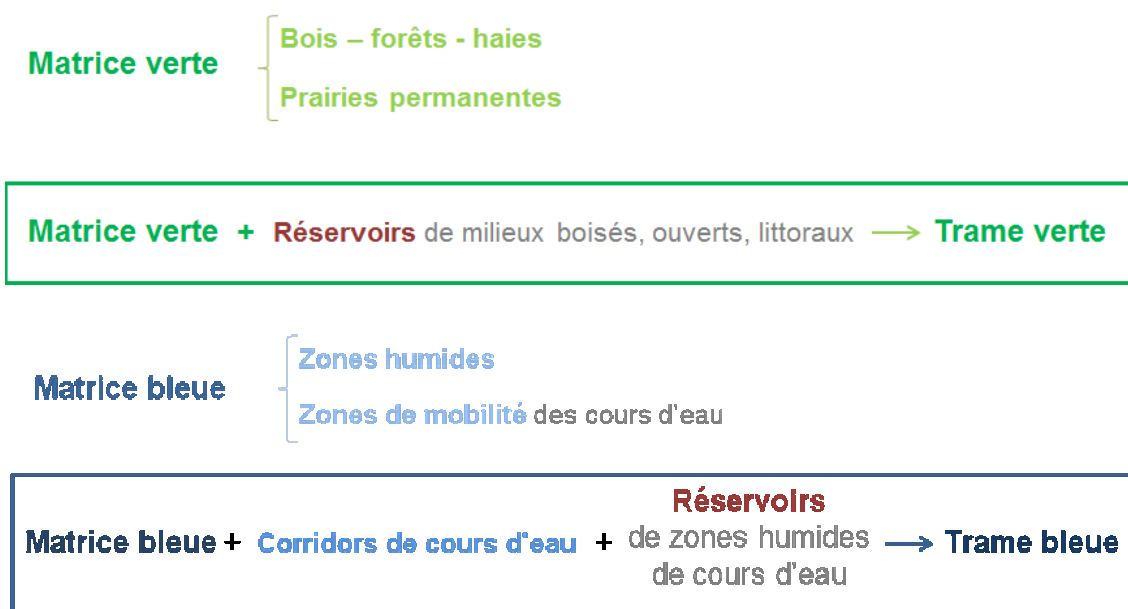 Matrice verte
Bois – forêts - haies
Prairies permanentes
Matrice verte + Réservoirs de milieux boisés, ouverts, littoraux → Trame verte
Matrice bleue
Zones humides
Zones de mobilité des cours d'eau
Matrice bleue + Corridors de cours d'eau + Réservoirs
de zones humides → Trame bleue
de cours d'eau